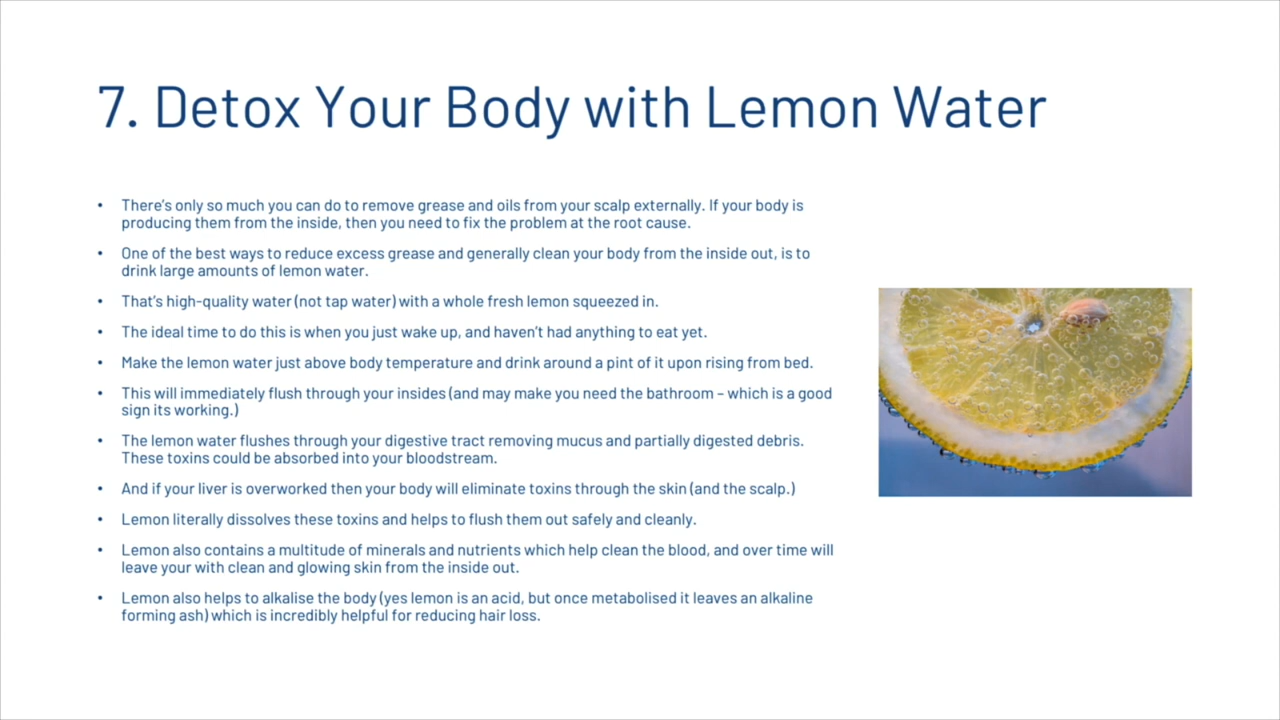 7. Detox Your Body with Lemon Water
• There's only so much you can do to remove grease and oils from your scalp externally. If your body is
producing them from the inside, then you need to fix the problem at the root cause.
• One of the best ways to reduce excess grease and generally clean your body from the inside out, is to
drink large amounts of lemon water.
• That's high-quality water (not tap water) with a whole fresh lemon squeezed in.
• The ideal time to do this is when you just wake up, and haven't had anything to eat yet.
• Make the lemon water just above body temperature and drink around a pint of it upon rising from bed.
• This will immediately flush through your insides (and may make you need the bathroom – which is a good
sign its working.)
• The lemon water flushes through your digestive tract removing mucus and partially digested debris.
These toxins could be absorbed into your bloodstream.
• And if your liver is overworked then your body will eliminate toxins through the skin (and the scalp.)
• Lemon literally dissolves these toxins and helps to flush them out safely and cleanly.
• Lemon also contains a multitude of minerals and nutrients which help clean the blood, and over time will
leave your with clean and glowing skin from the inside out.
• Lemon also helps to alkalise the body (yes lemon is an acid, but once metabolised it leaves an alkaline
forming ash) which is incredibly helpful for reducing hair loss.